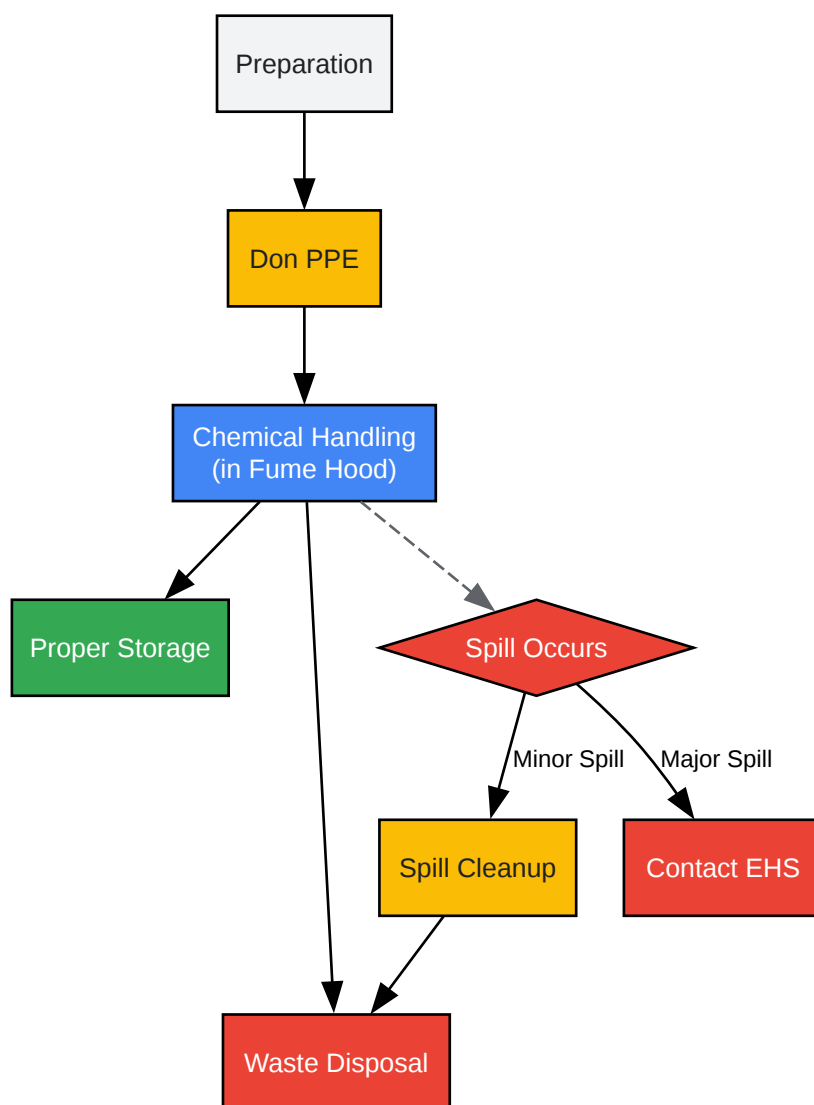 Preparation
Don PPE
Chemical Handling
(in Fume Hood)
Proper Storage
Spill Occurs
Minor Spill
Major Spill
Spill Cleanup
Contact EHS
Waste Disposal